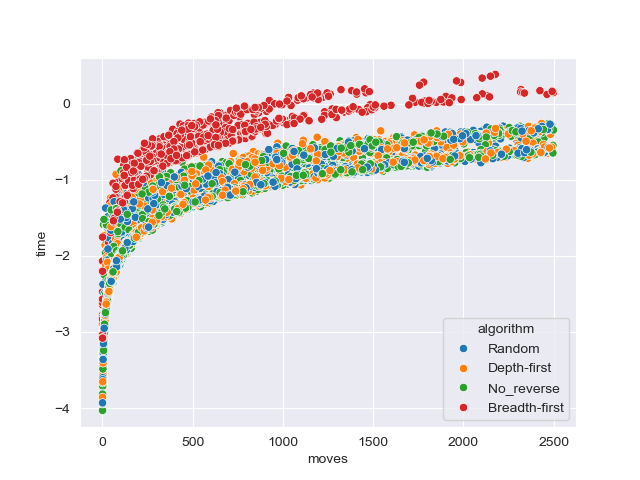 0
−1
−2
−3
−4
time
algorithm
Random
Depth-first
No_reverse
Breadth-first
0 500 1000 1500 2000 2500
moves